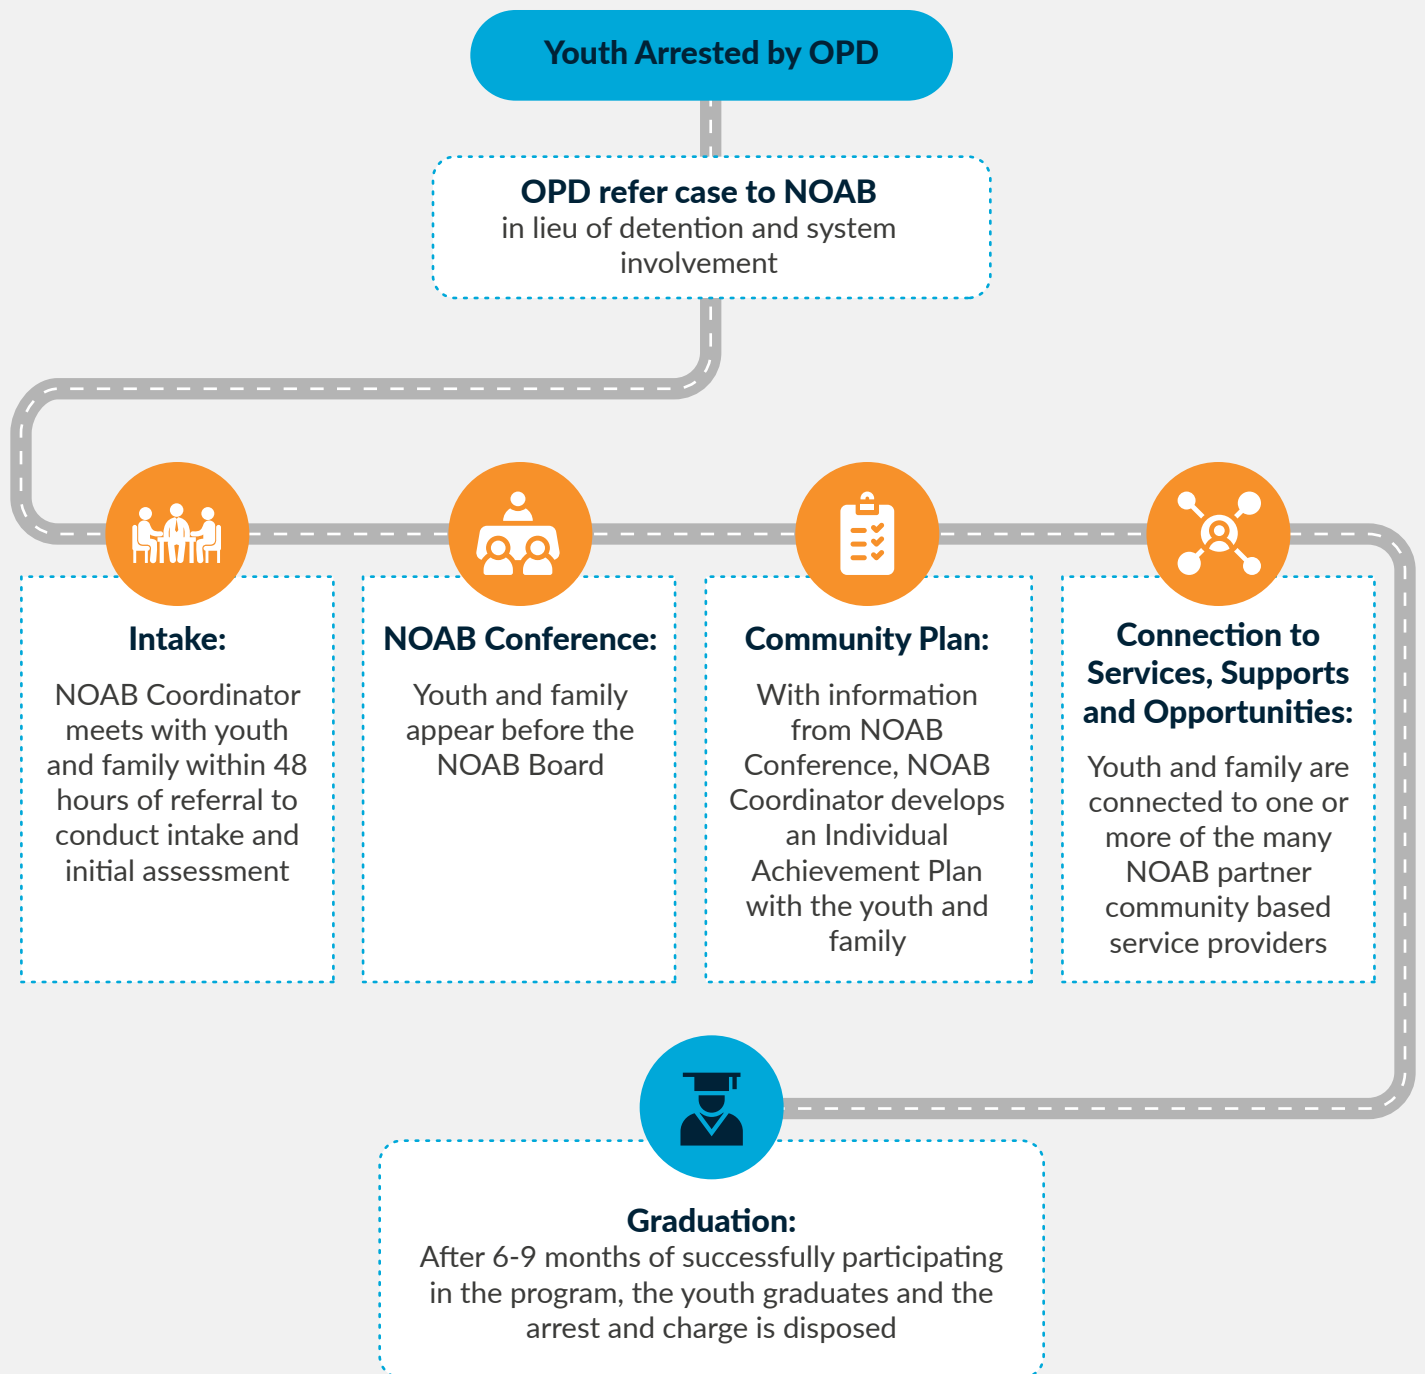 Youth Arrested by OPD
OPD refer case to NOAB
in lieu of detention and system
involvement
Intake:
NOAB Coordinator
meets with youth
and family within 48
hours of referral to
conduct intake and
initial assessment
NOAB Conference:
Youth and family
appear before the
NOAB Board
Community Plan:
With information
from NOAB
Conference, NOAB
Coordinator develops
an Individual
Achievement Plan
with the youth and
family
Connection to
Services, Supports
and Opportunities:
Youth and family are
connected to one or
more of the many
NOAB partner
community based
service providers
Graduation:
After 6-9 months of successfully participating
in the program, the youth graduates and the
arrest and charge is disposed